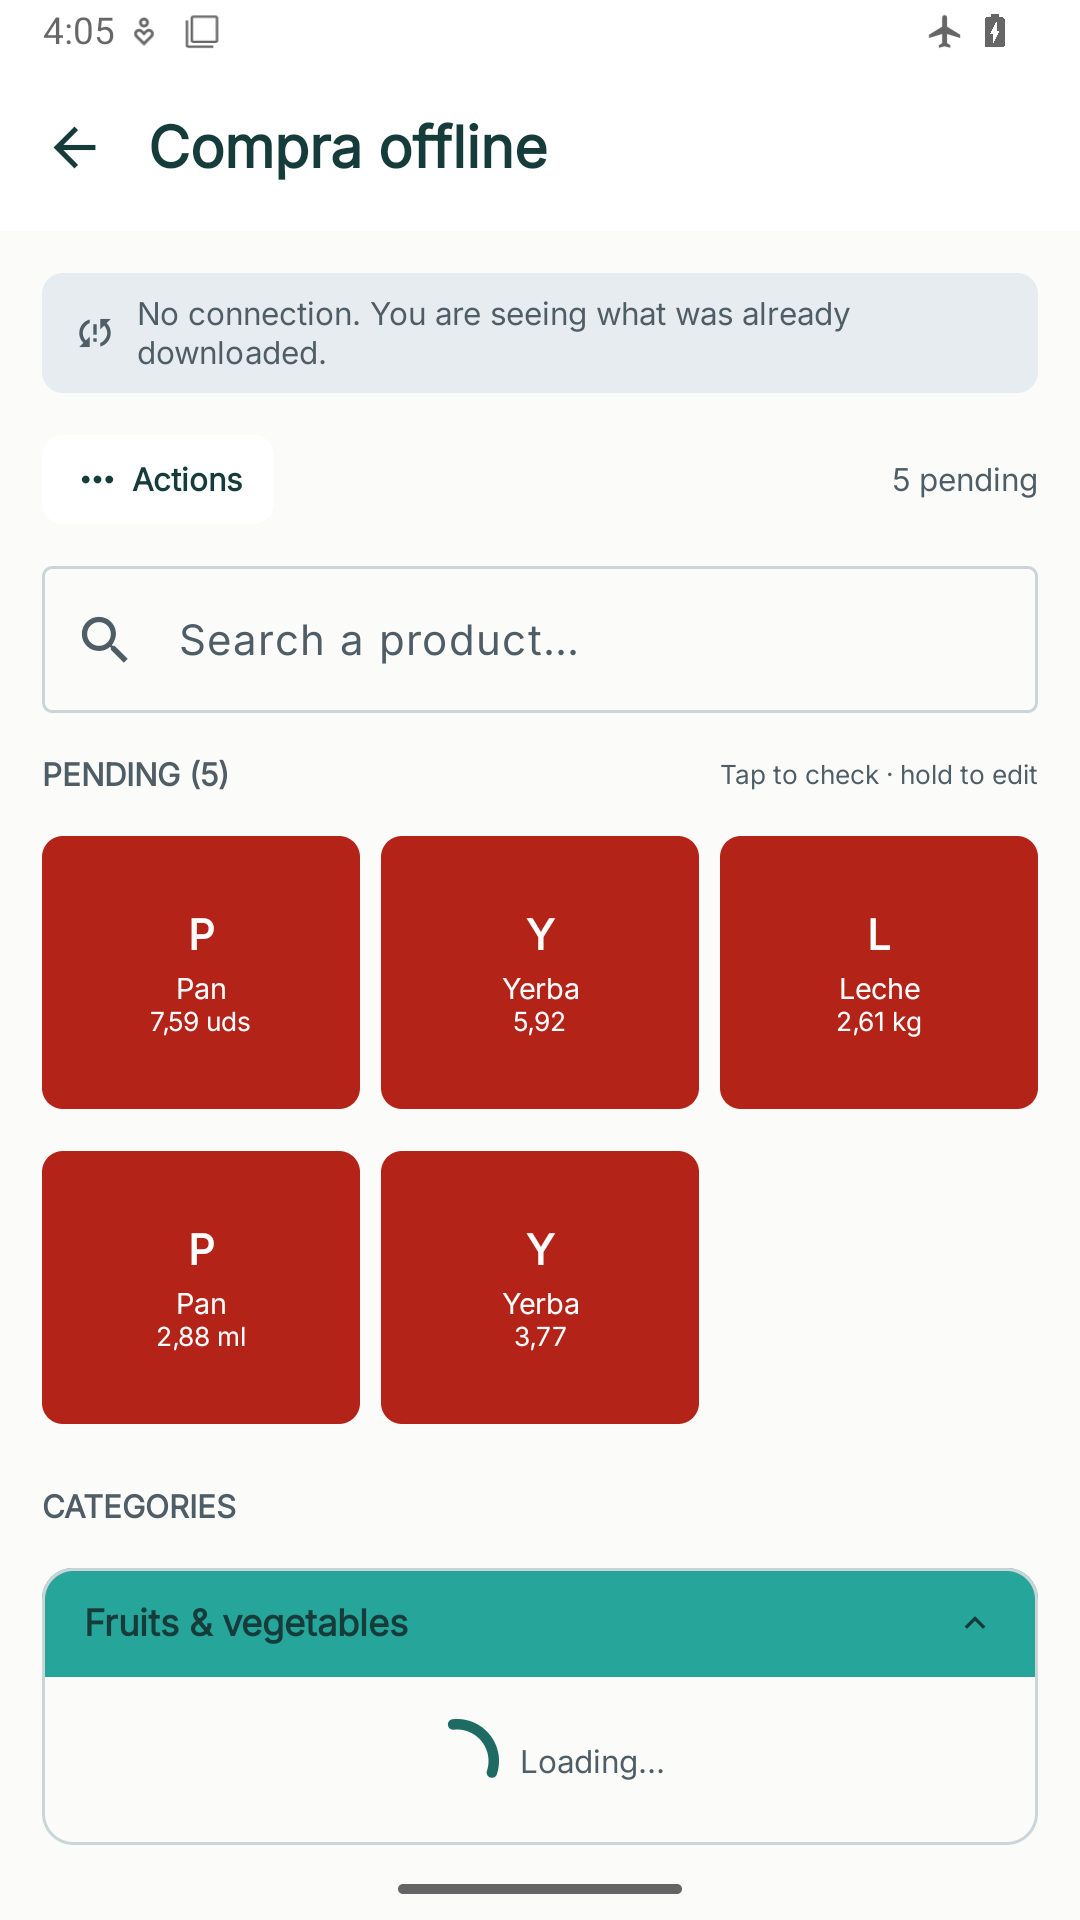 4:05
Compra offline
No connection. You are seeing what was already
downloaded.
Actions
5 pending
Search a product...
PENDING (5)
Tap to check · hold to edit
P
Pan
7,59 uds
Y
Yerba
5,92
L
Leche
2,61 kg
P
Pan
2,88 ml
Y
Yerba
3,77
CATEGORIES
Fruits & vegetables
Loading...